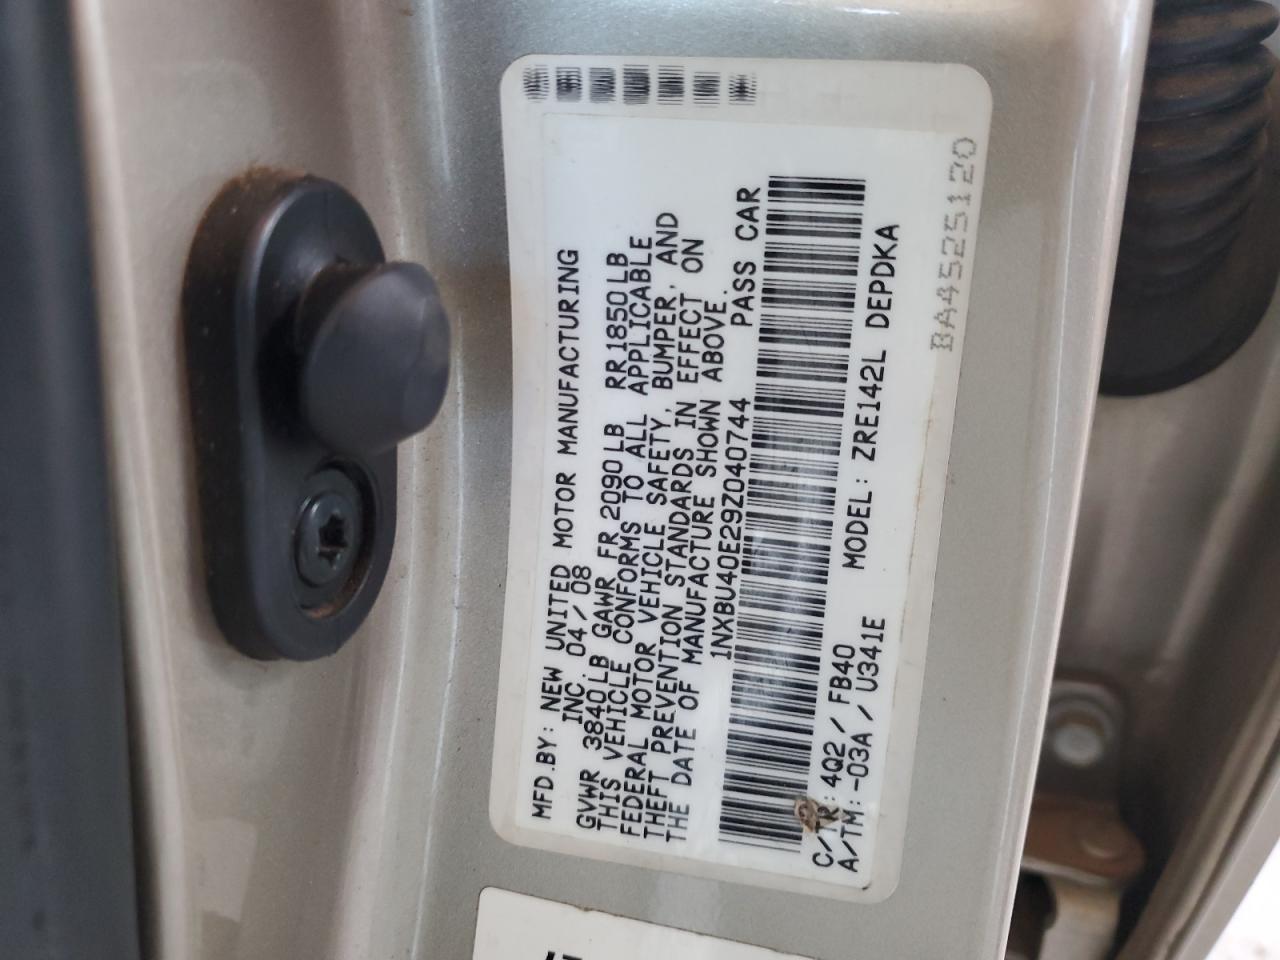 MFD.BY: NEW UNITED MOTOR MANUFACTURING
INC. 04/08
GVWR 3840LB GAWR FR 2090LB RR1850LB
THIS VEHICLE CONFORMS TO ALL APPLICABLE
FEDERAL MOTOR VEHICLE SAFETY, BUMPER, AND
THEFT PREVENTION STANDARDS IN EFFECT ON
THE DATE OF MANUFACTURE SHOWN ABOVE.
1NXBU40E29Z040744 PASS CAR
C/TR: 4Q2/FB40 MODEL: ZRE142L DEPDKA
A/TM:-03A/U341E
BA4525120